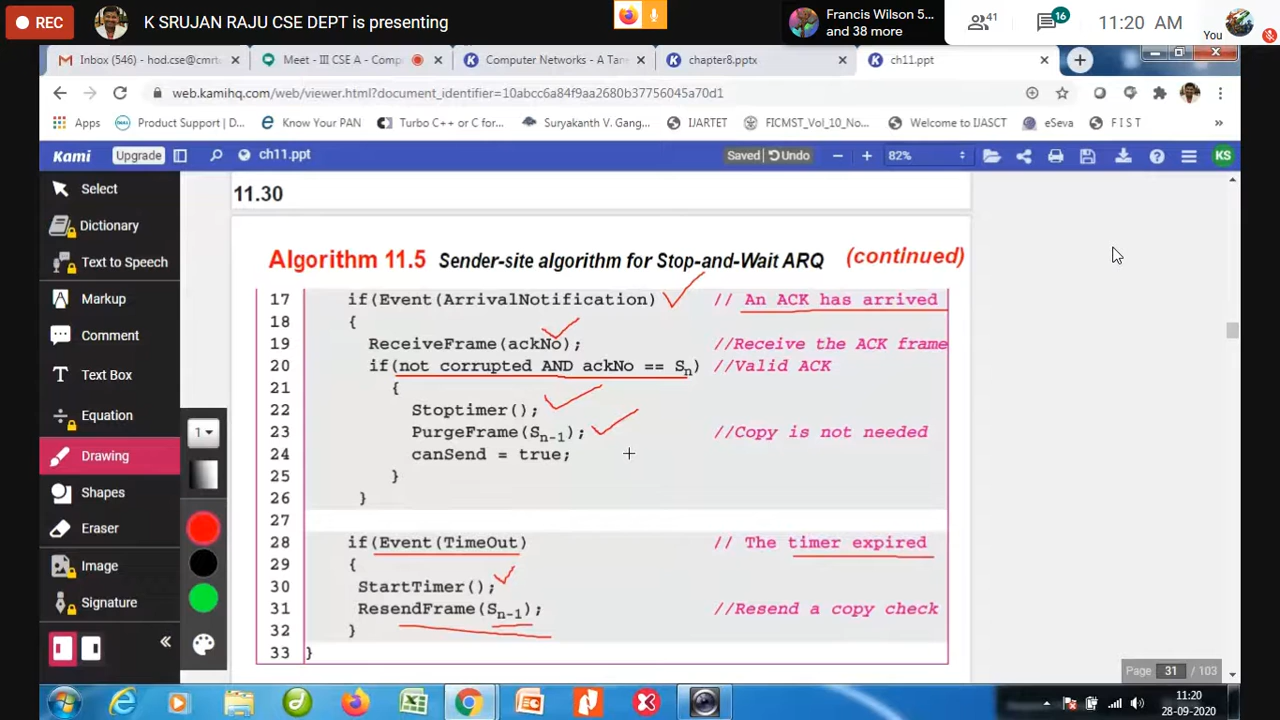 REC
K SRUJAN RAJU CSE DEPT is presenting
Francis Wilson 5...
and 38 more
41
16
11:20 AM
You
Inbox (546) - hod.cse@cmrt
Meet - III CSE A - Comp
Computer Networks - A Tan
chapter8.pptx
ch11.ppt
web.kamihq.com/web/viewer.html?document_identifier=10abcc6a84f9aa2680b37756045a70d1
Apps
Product Support | D...
Know Your PAN
Turbo C++ or C for...
Suryakanth V. Gang...
IJARTET
FICMST_Vol_10_No...
Welcome to IJASCT
eSeva
F I S T
»
Kami
Upgrade
ch11.ppt
Saved
Undo
82%
KS
Select
Dictionary
Text to Speech
Markup
Comment
Text Box
Equation
Drawing
Shapes
Eraser
Image
Signature
1
11.30
Algorithm 11.5 Sender-site algorithm for Stop-and-Wait ARQ (continued)
17 if(Event(ArrivalNotification) // An ACK has arrived
18 {
19 ReceiveFrame(ackNo); //Receive the ACK frame
20 if(not corrupted AND ackNo == Sn) //Valid ACK
21 {
22 Stoptimer();
23 PurgeFrame(Sn-1); //Copy is not needed
24 canSend = true;
25 }
26 }
27
28 if(Event(TimeOut) // The timer expired
29 {
30 StartTimer();
31 ResendFrame(Sn-1); //Resend a copy check
32 }
33 }
Page 31 / 103
11:20
28-09-2020